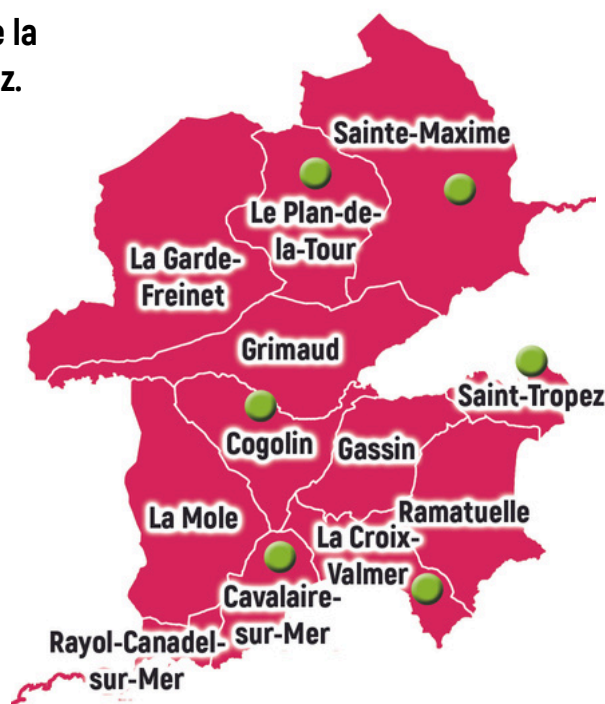 e la
z.
Sainte-Maxime
Le Plan-de-
la-Tour
La Garde-
Freinet
Grimaud
Saint-Tropez
Cogolin
Gassin
La Mole
Ramatuelle
La Croix-
Valmer
Cavalaire-
sur-Mer
Rayol-Canadel-
sur-Mer